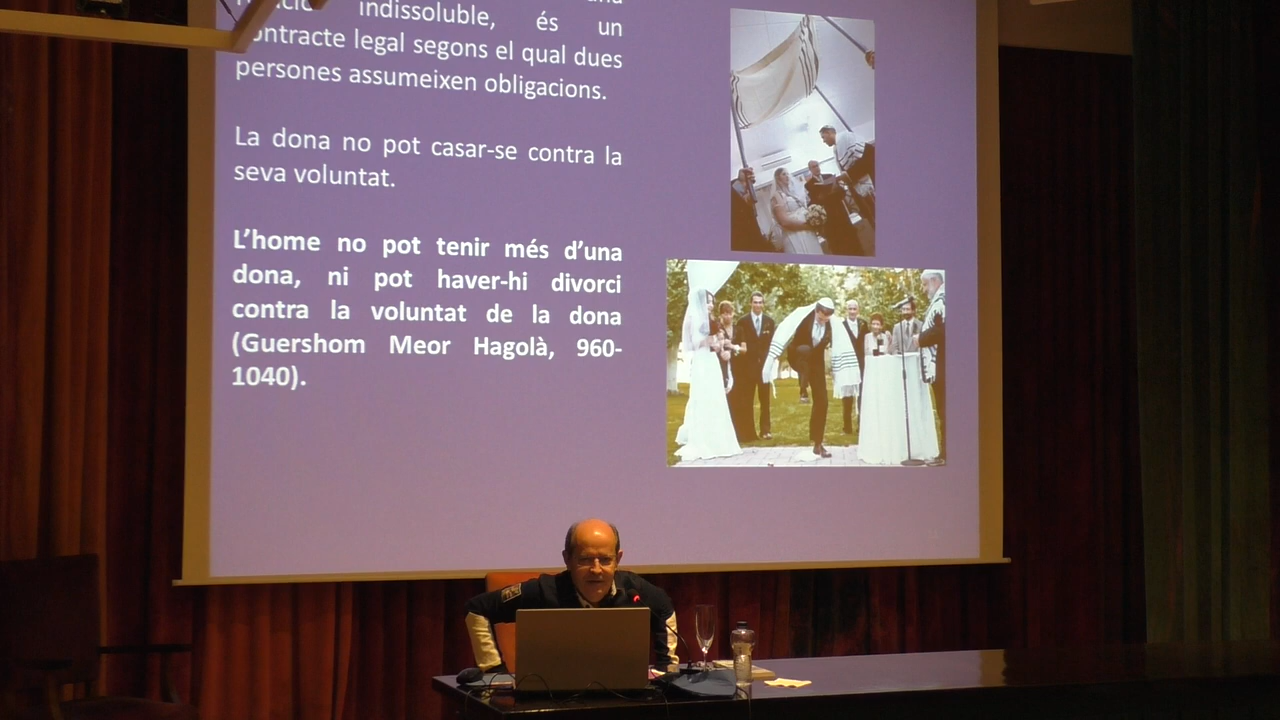 indissoluble, és un
contracte legal segons el qual dues
persones assumeixen obligacions.
La dona no pot casar-se contra la
seva voluntat.
L’home no pot tenir més d’una
dona, ni pot haver-hi divorci
contra la voluntat de la dona
(Guershom Meor Hagolà, 960-
1040).